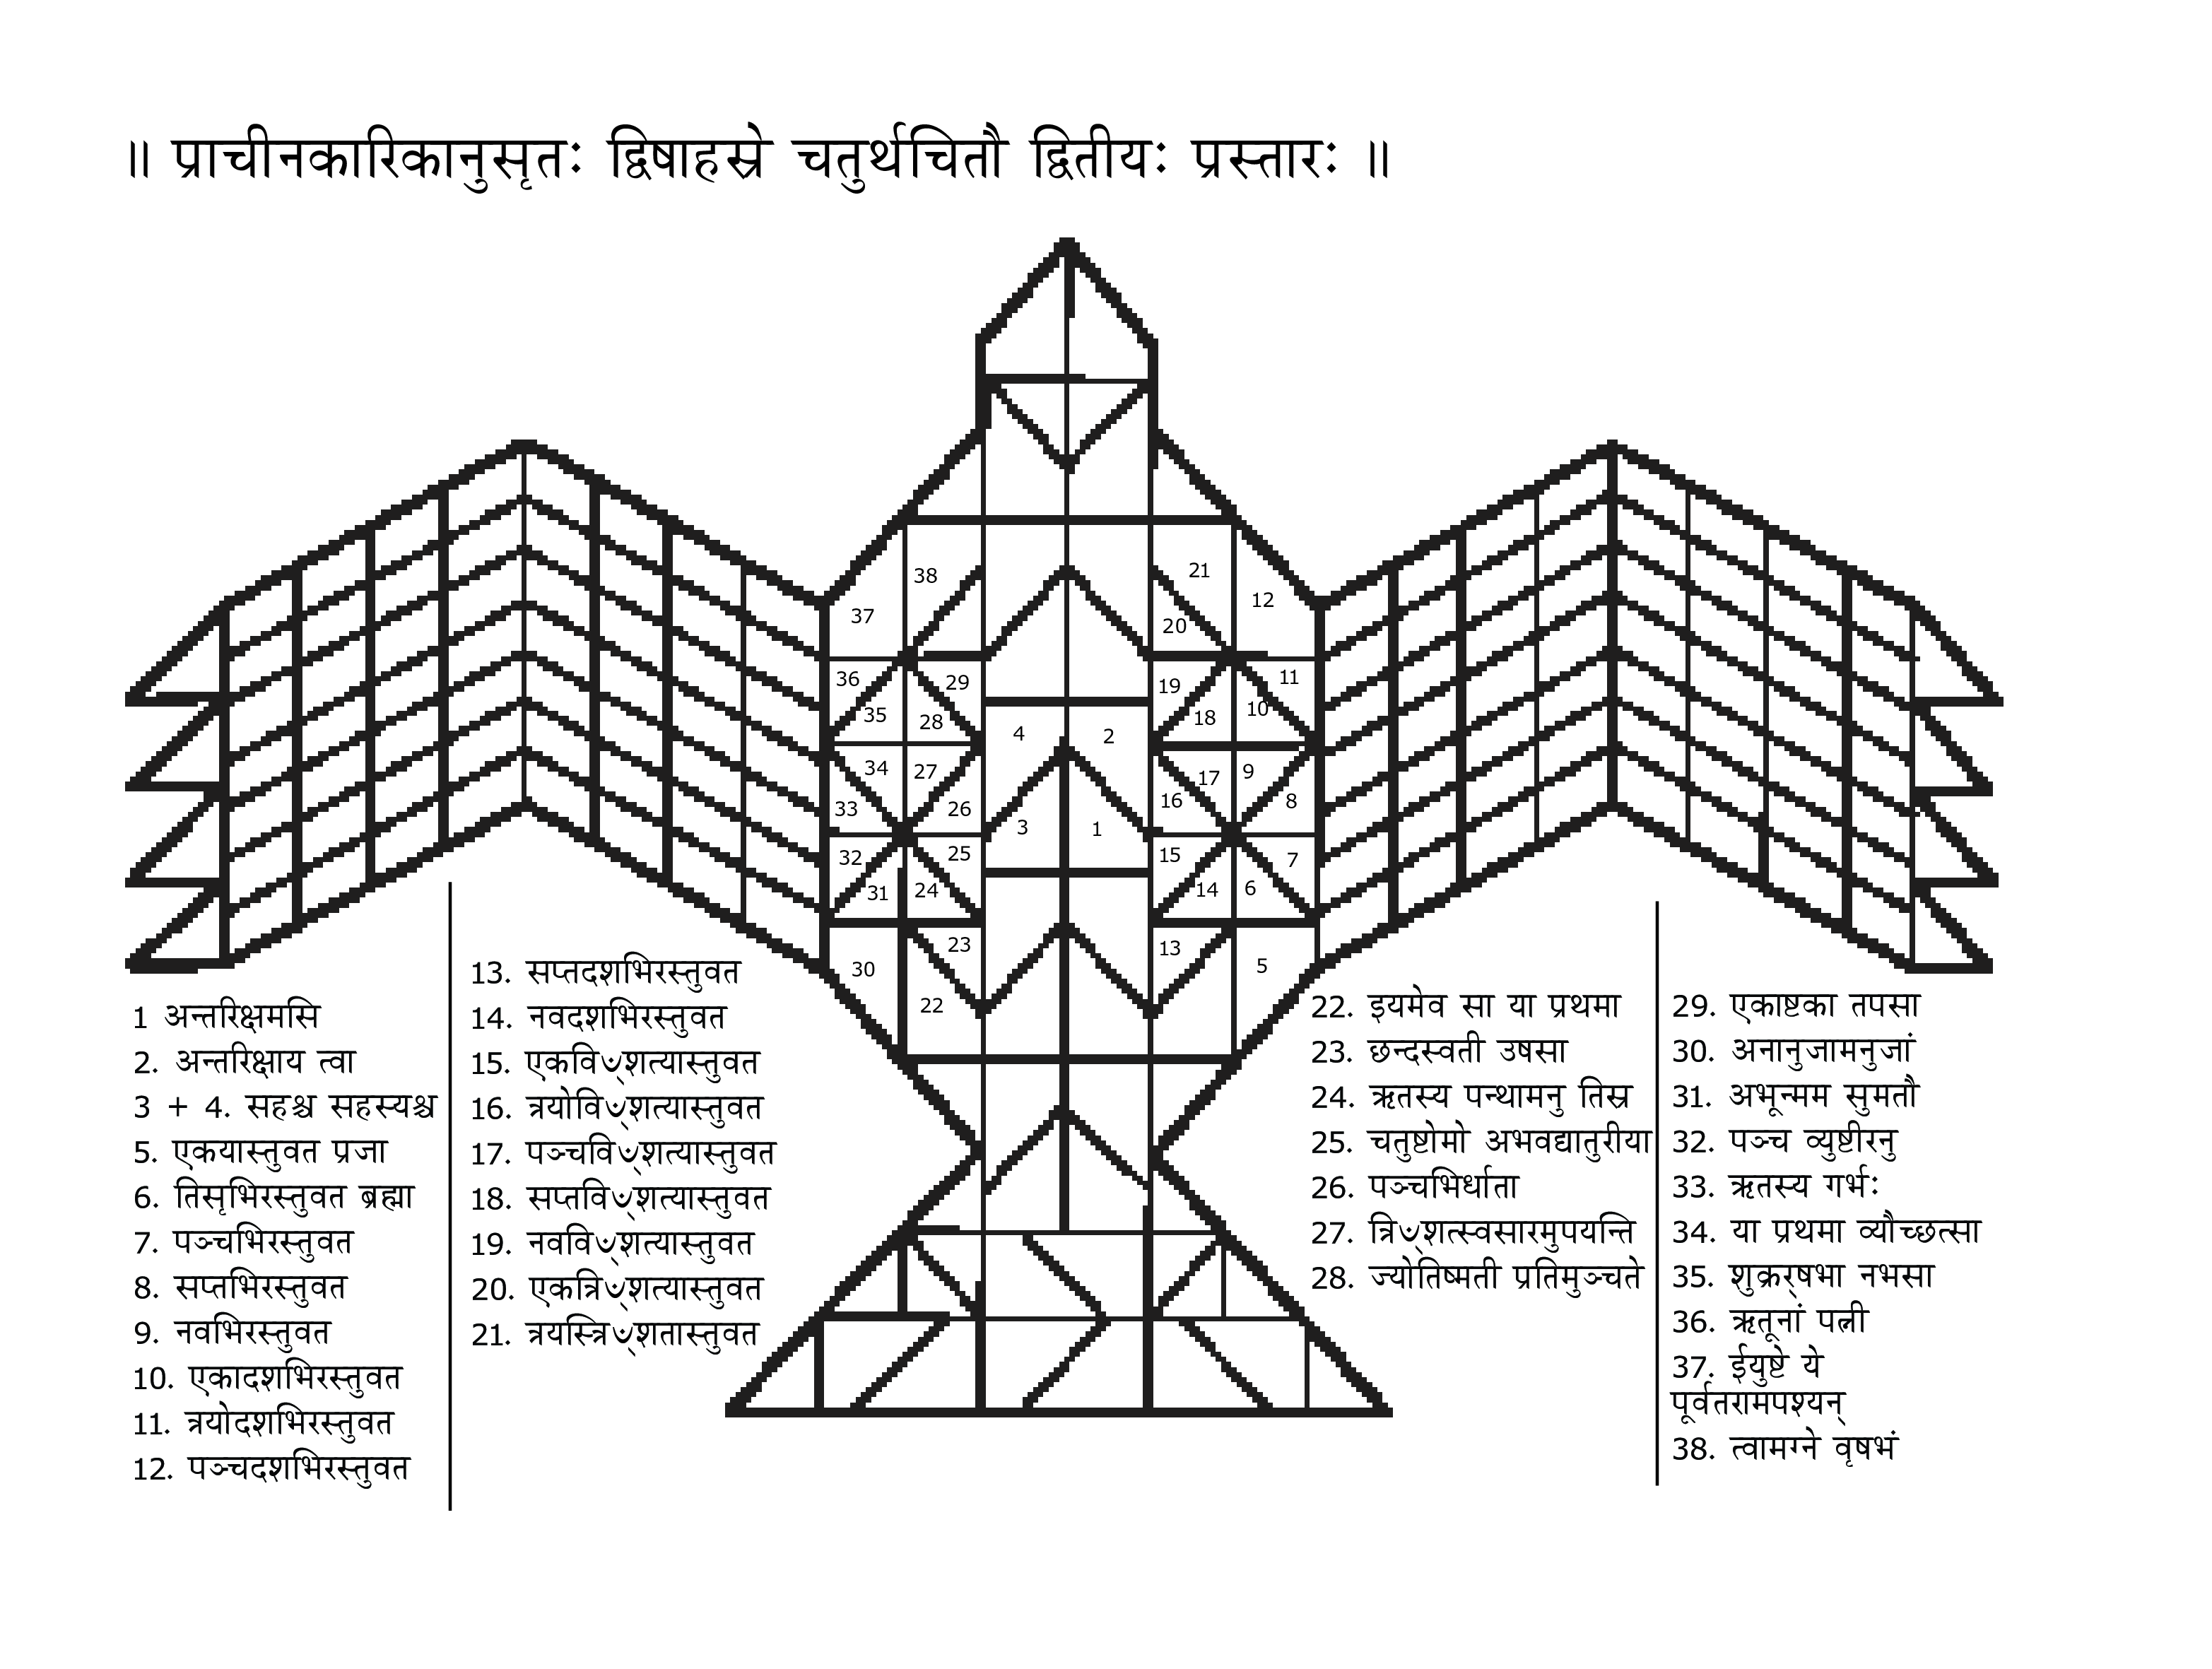 ॥ प्राचीनकारिकानुसृतः द्विषाहस्रे चतुर्थचितौ द्वितीयः प्रस्तारः ॥
38
37
21
12
20
36
29
35
28
19
11
18
10
4
2
34
27
33
26
3
1
17
9
16
8
32
25
31
24
15
7
14
6
23
30
22
13
5
1 अन्तरिक्षमसि
2. अन्तरिक्षाय त्वा
3 + 4. सहश्च सहस्यश्च
5. एकयास्तुवत प्रजा
6. तिसृभिरस्तुवत ब्रह्मा
7. पञ्चभिरस्तुवत
8. सप्तभिरस्तुवत
9. नवभिरस्तुवत
10. एकादशभिरस्तुवत
11. त्रयोदशभिरस्तुवत
12. पञ्चदशभिरस्तुवत
13. सप्तदशभिरस्तुवत
14. नवदशभिरस्तुवत
15. एकविꣳशत्यास्तुवत
16. त्रयोविꣳशत्यास्तुवत
17. पञ्चविꣳशत्यास्तुवत
18. सप्तविꣳशत्यास्तुवत
19. नवविꣳशत्यास्तुवत
20. एकत्रिꣳशत्यास्तुवत
21. त्रयस्त्रिꣳशतास्तुवत
22. इयमेव सा या प्रथमा
23. छन्दस्वती उषसा
24. ऋतस्य पन्थामनु तिस्र
25. चतुष्टोमो अभवद्यातुरीया
26. पञ्चभिर्धाता
27. त्रिꣳशत्स्वसारमुपयन्ति
28. ज्योतिष्मती प्रतिमुञ्चते
29. एकाष्टका तपसा
30. अनानुजामनुजां
31. अभून्मम सुमतौ
32. पञ्च व्युष्टीरनु
33. ऋतस्य गर्भः
34. या प्रथमा व्यौच्छत्सा
35. शुक्रर्षभा नभसा
36. ऋतूनां पत्नी
37. ईयुष्टे ये
पूर्वतरामपश्यन्
38. त्वामग्ने वृषभं